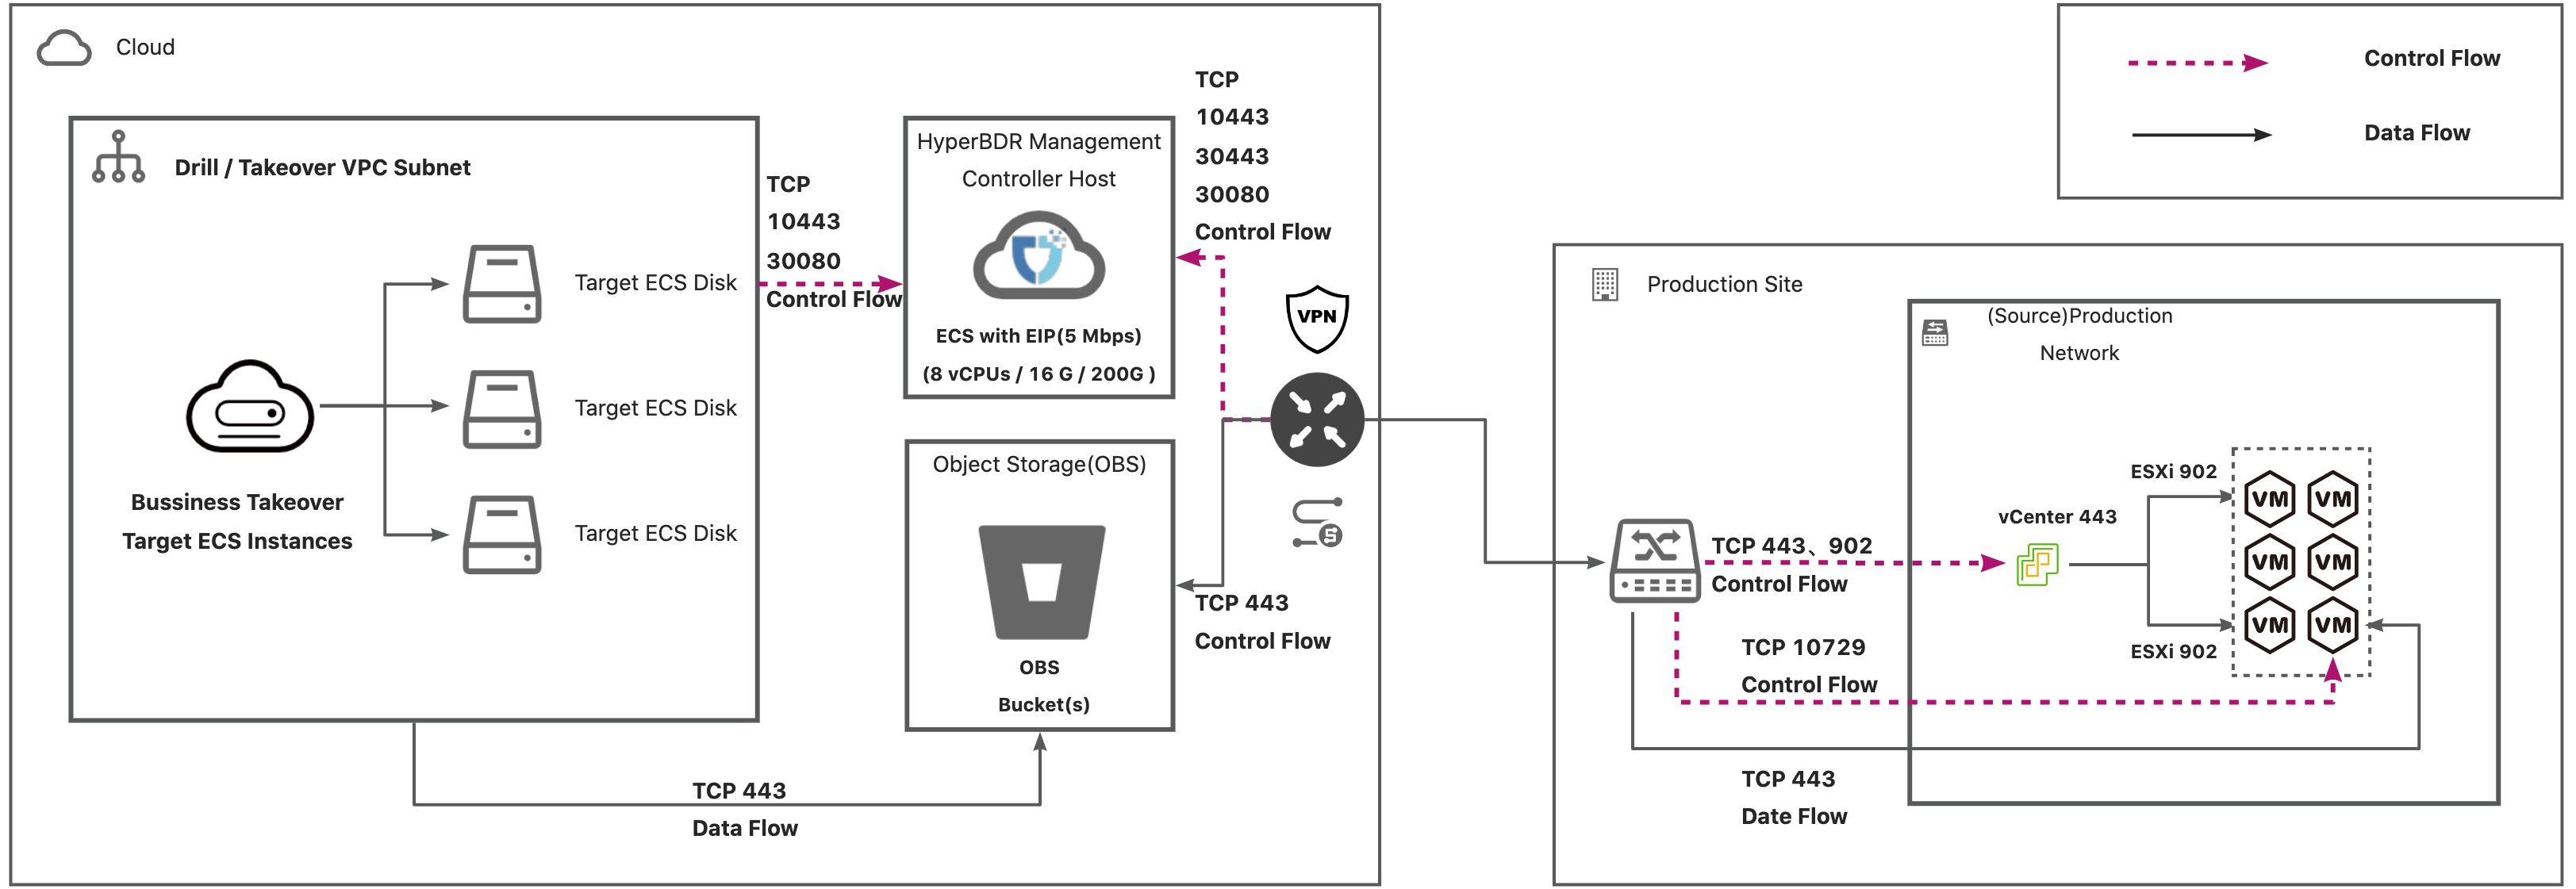 Cloud
Drill / Takeover VPC Subnet
Target ECS Disk
Target ECS Disk
Target ECS Disk
Bussiness Takeover
Target ECS Instances
TCP
10443
30080
Control Flow
HyperBDR Management
Controller Host
ECS with EIP(5 Mbps)
(8 vCPUs / 16 G / 200G )
TCP
10443
30443
30080
Control Flow
VPN
Object Storage(OBS)
OBS
Bucket(s)
TCP 443
Control Flow
S
TCP 443
Data Flow
Control Flow
Data Flow
Production Site
(Source)Production
Network
TCP 443、902
Control Flow
vCenter 443
ESXi 902
VM VM
VM VM
VM VM
ESXi 902
TCP 10729
Control Flow
TCP 443
Date Flow